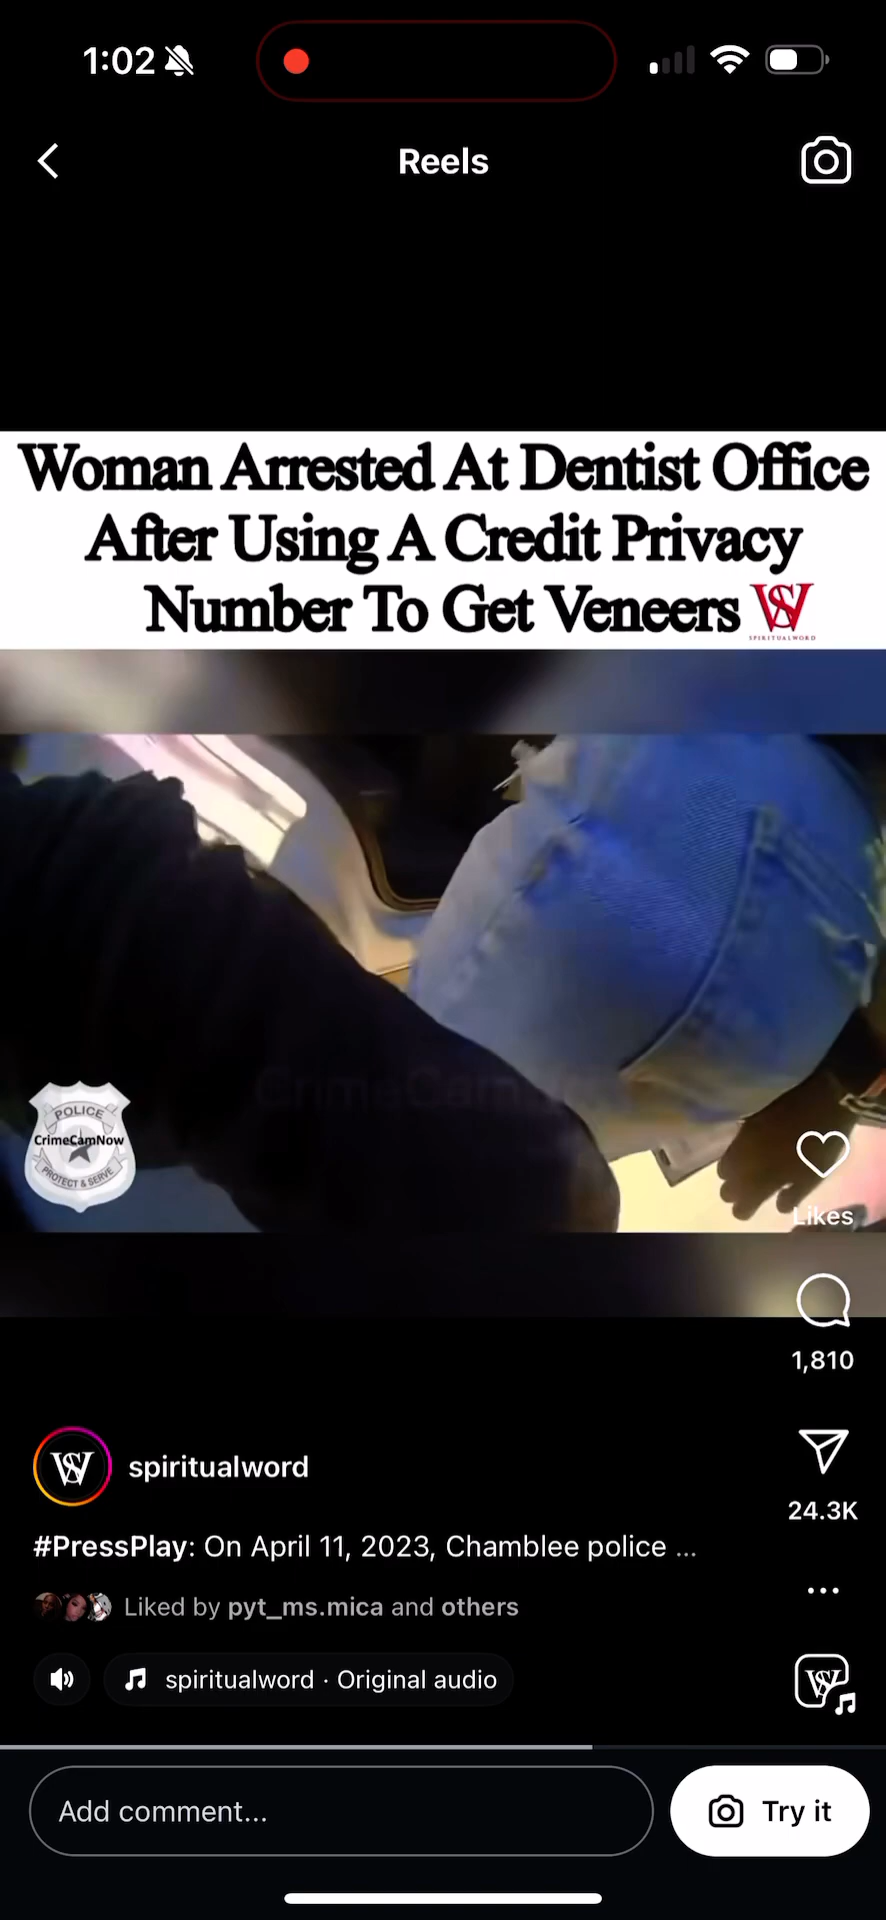 1:02
Reels
Woman Arrested At Dentist Office
After Using A Credit Privacy
Number To Get Veneers
SPIRITUALWORD
CrimeCamNow
POLICE
CrimeCamNow
PROTECT & SERVE
Likes
1,810
spiritualword
24.3K
#PressPlay: On April 11, 2023, Chamblee police ...
Liked by pyt_ms.mica and others
spiritualword · Original audio
Add comment...
Try it